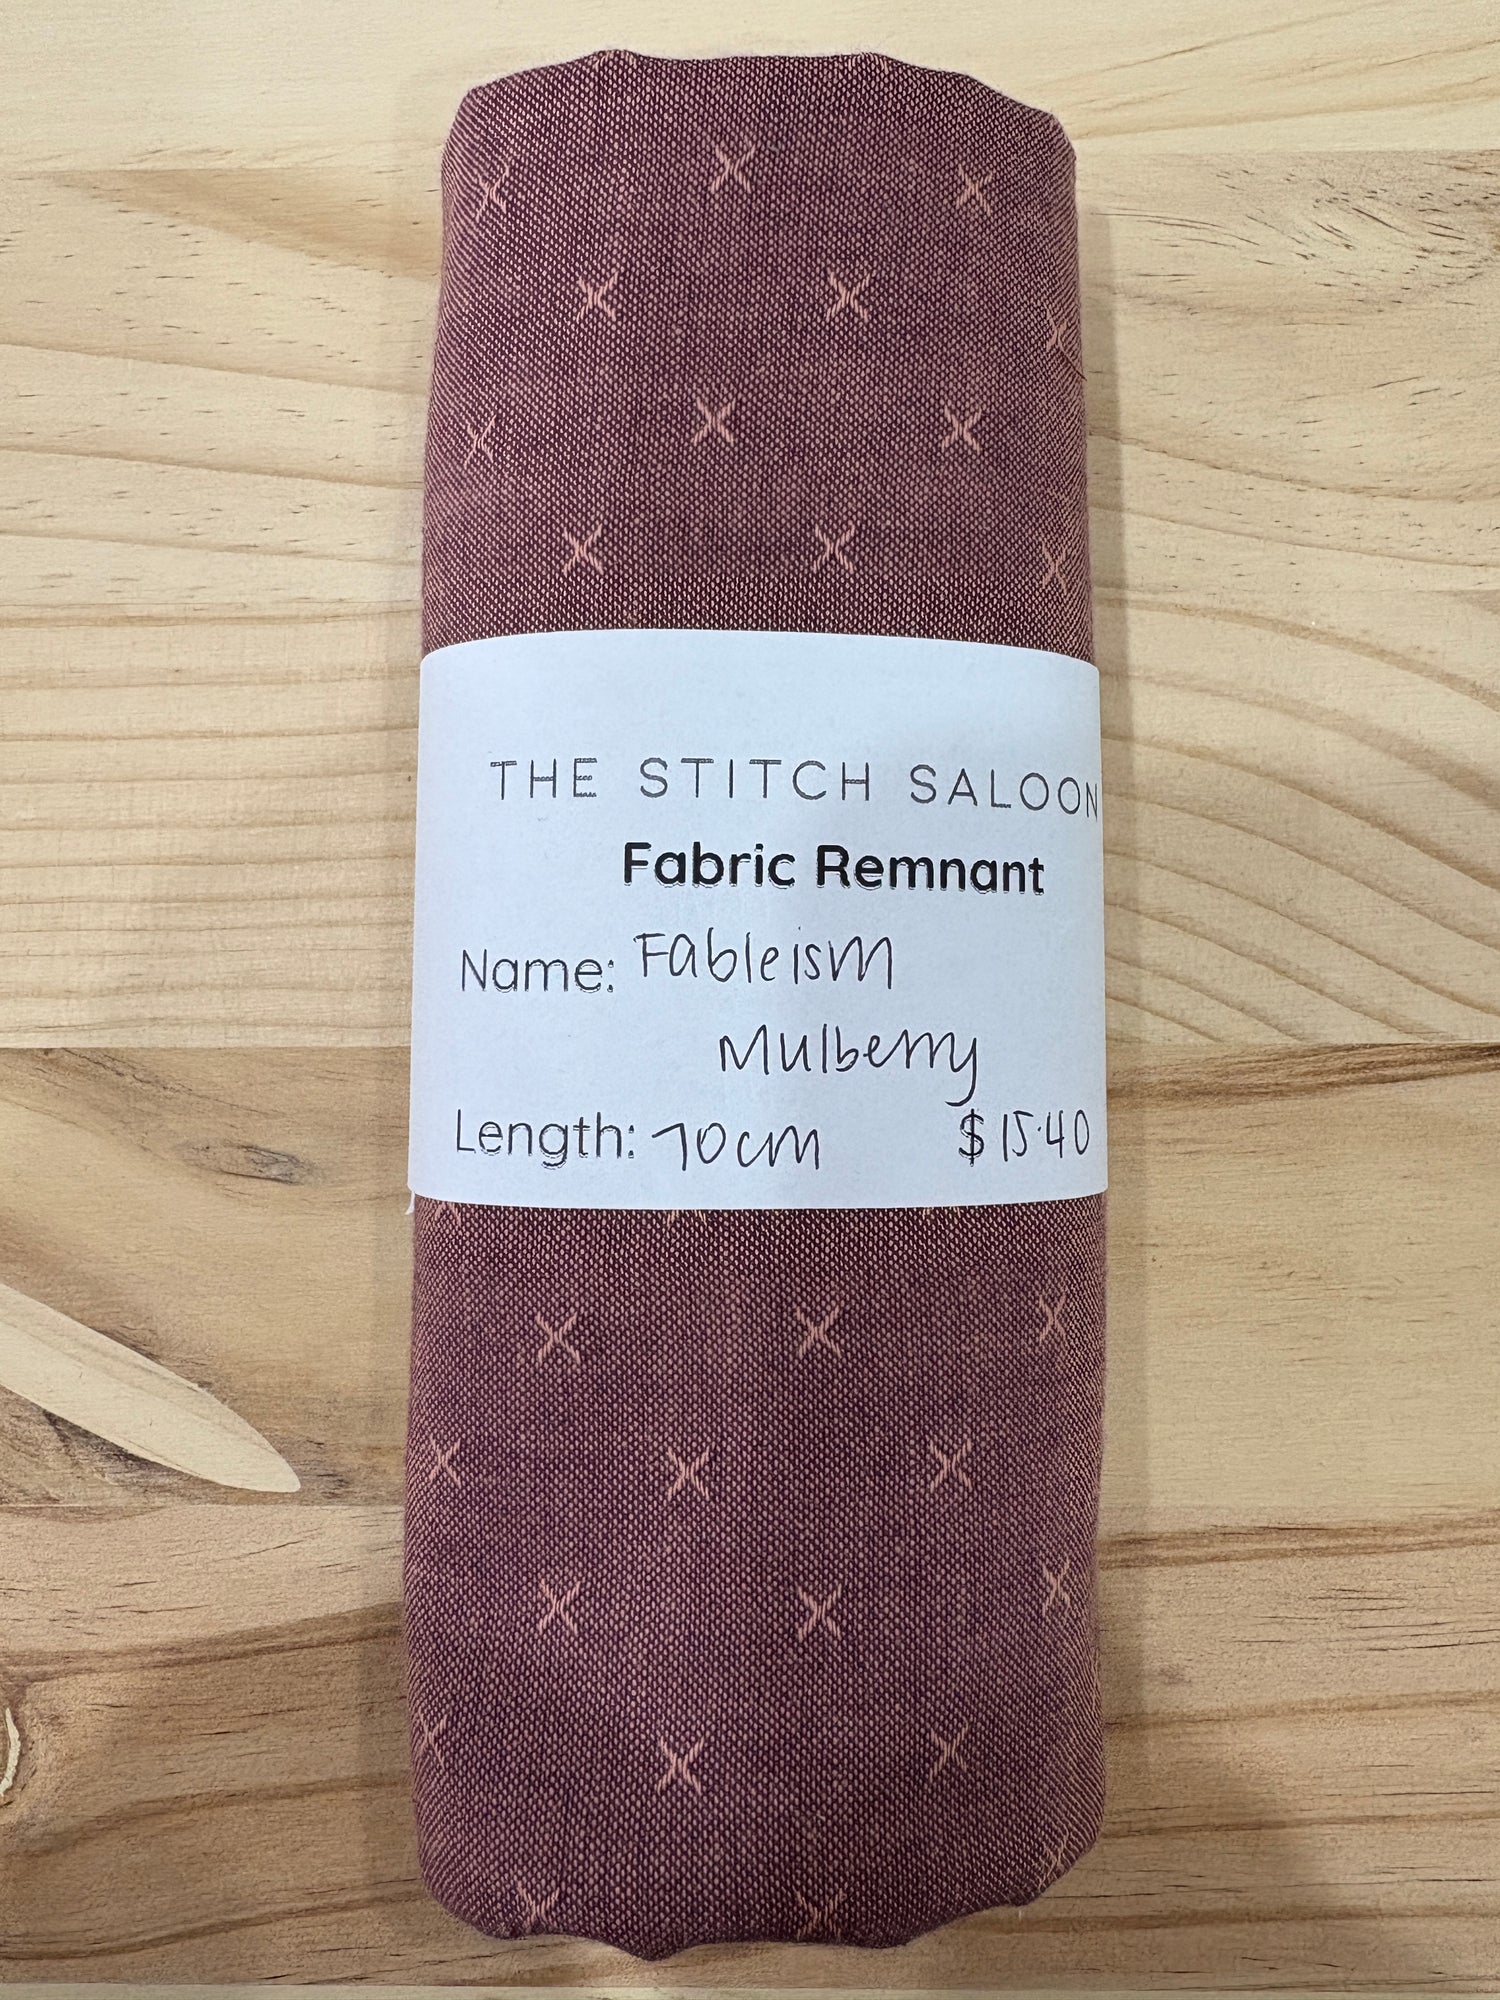 THE STITCH SALOON
Fabric Remnant
Name: Fableism
Mulberry
Length: 70cm $15.40